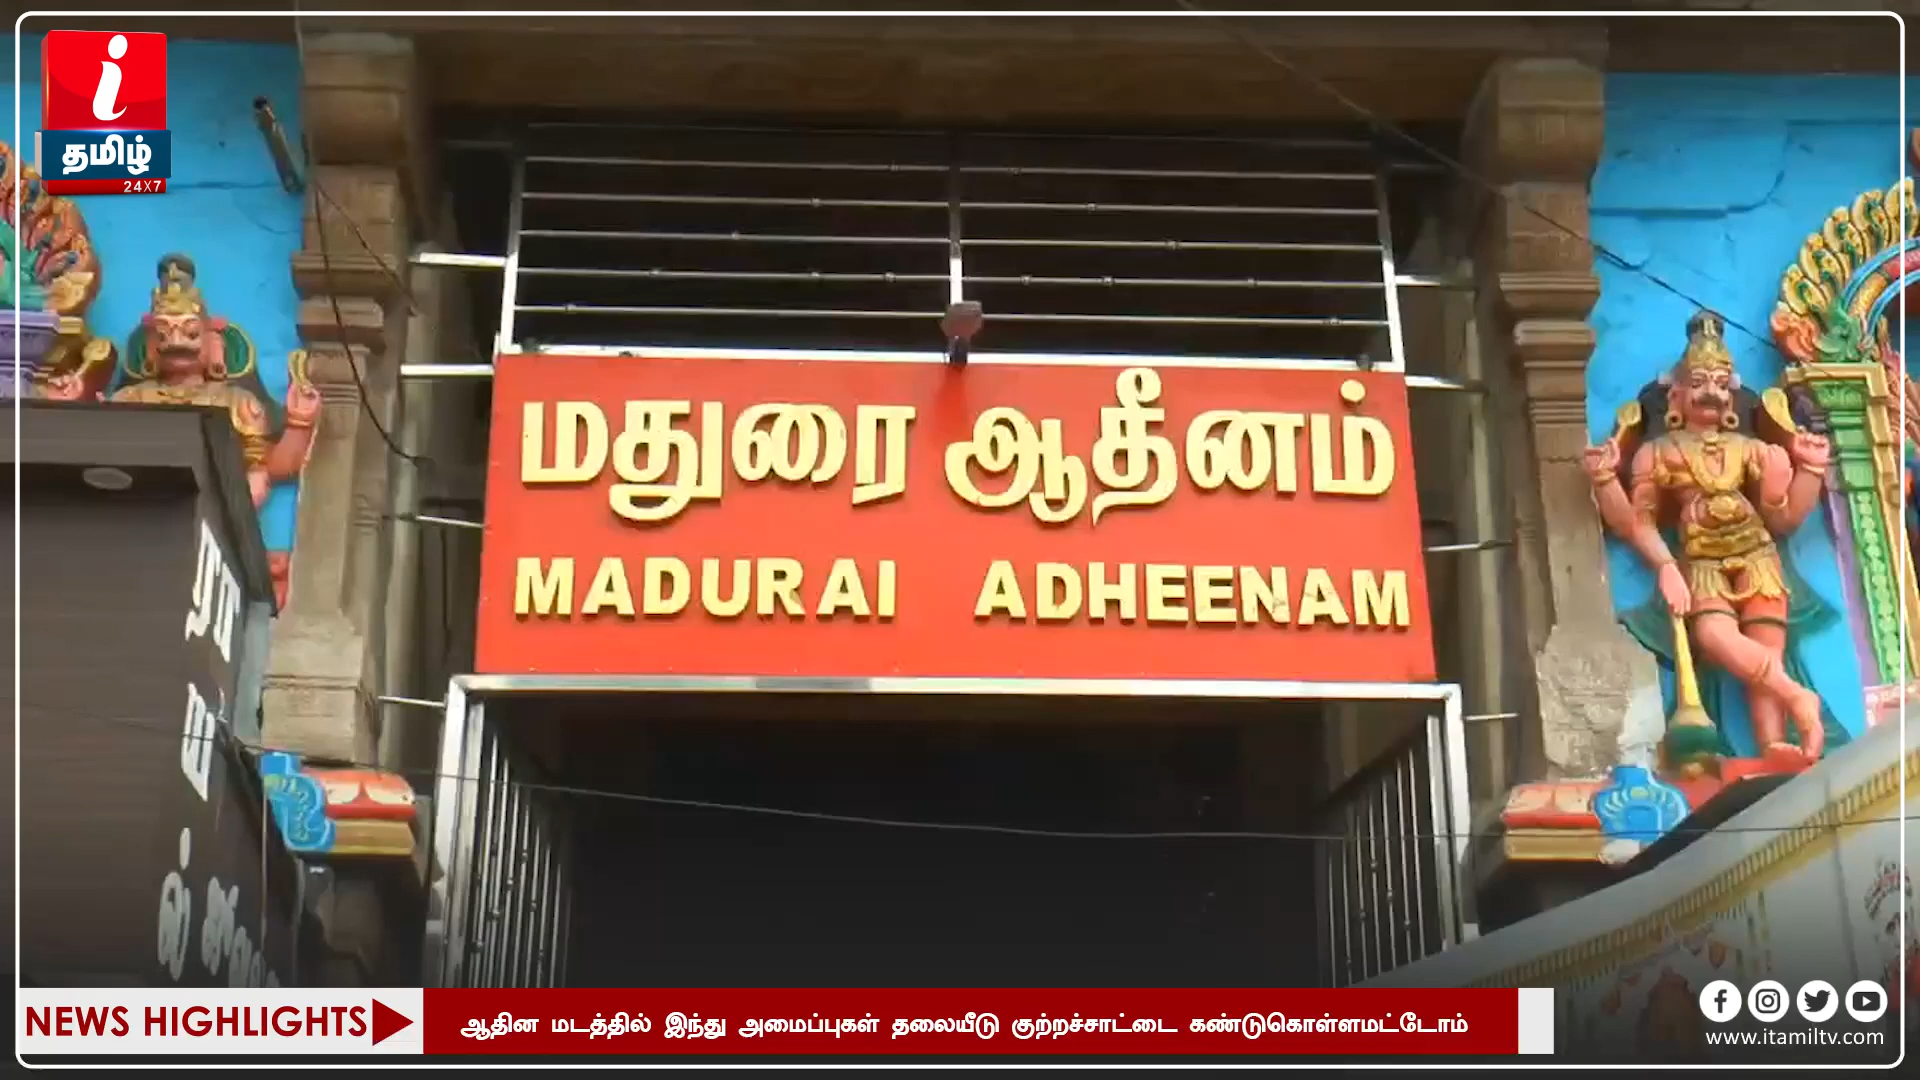 i
தமிழ்
24X7
மதுரை ஆதீனம்
MADURAI ADHEENAM
NEWS HIGHLIGHTS
ஆதின மடத்தில் இந்து அமைப்புகள் தலையீடு குற்றச்சாட்டை கண்டுகொள்ளமட்டோம்
www.itamiltv.com